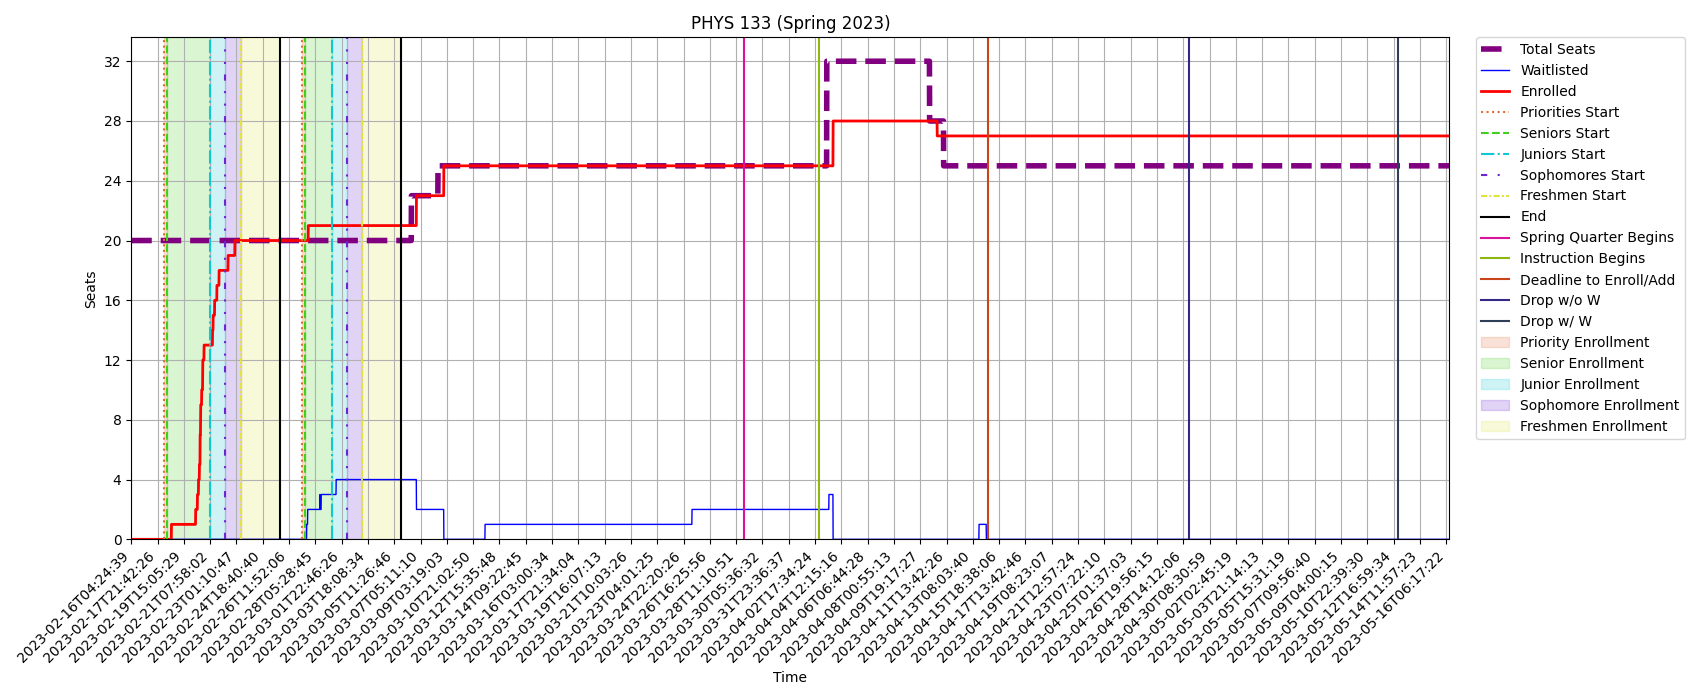 PHYS 133 (Spring 2023)
Seats
32
28
24
20
16
12
8
4
0
2023-02-16T04:24:39
2023-02-17T21:42:26
2023-02-19T15:05:29
2023-02-21T07:58:02
2023-02-23T01:10:47
2023-02-24T18:40:40
2023-02-26T11:52:06
2023-02-28T05:28:45
2023-03-01T22:46:26
2023-03-03T18:08:34
2023-03-05T11:26:46
2023-03-07T05:11:10
2023-03-09T03:19:03
2023-03-10T21:02:50
2023-03-12T15:35:48
2023-03-14T09:22:45
2023-03-16T03:00:34
2023-03-17T21:34:04
2023-03-19T16:07:13
2023-03-21T10:03:26
2023-03-23T04:01:25
2023-03-24T22:20:26
2023-03-26T16:25:56
2023-03-28T11:10:51
2023-03-30T05:36:32
2023-03-31T23:36:37
2023-04-02T17:34:24
2023-04-04T12:15:16
2023-04-06T06:44:28
2023-04-08T00:55:13
2023-04-09T19:17:27
2023-04-11T13:42:26
2023-04-13T08:03:40
2023-04-15T18:38:06
2023-04-17T13:42:46
2023-04-19T08:23:07
2023-04-21T12:57:24
2023-04-23T07:22:10
2023-04-25T01:37:03
2023-04-26T19:56:15
2023-04-28T14:12:06
2023-04-30T08:30:59
2023-05-02T02:45:19
2023-05-03T21:14:13
2023-05-05T15:31:19
2023-05-07T09:56:40
2023-05-09T04:00:15
2023-05-10T22:39:30
2023-05-12T16:59:34
2023-05-14T11:57:23
2023-05-16T06:17:22
Time
Total Seats
Waitlisted
Enrolled
Priorities Start
Seniors Start
Juniors Start
Sophomores Start
Freshmen Start
End
Spring Quarter Begins
Instruction Begins
Deadline to Enroll/Add
Drop w/o W
Drop w/ W
Priority Enrollment
Senior Enrollment
Junior Enrollment
Sophomore Enrollment
Freshmen Enrollment